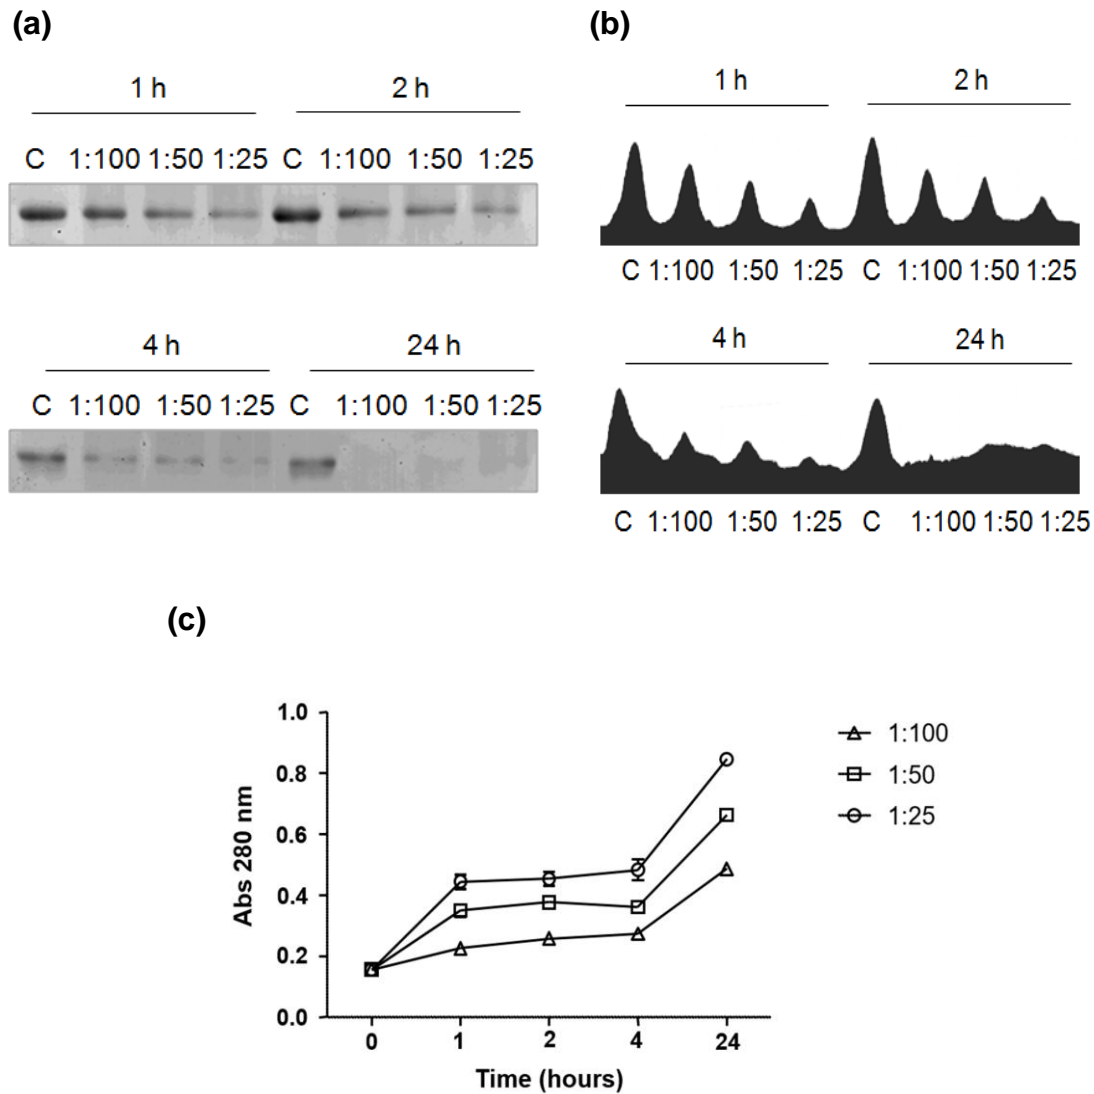 (a)
1 h 2 h
C 1:100 1:50 1:25 C 1:100 1:50 1:25
4 h 24 h
C 1:100 1:50 1:25 C 1:100 1:50 1:25
(b)
1 h 2 h
C 1:100 1:50 1:25 C 1:100 1:50 1:25
4 h 24 h
C 1:100 1:50 1:25 C 1:100 1:50 1:25
(c)
1.0
0.8
0.6
0.4
0.2
0.0
Abs 280 nm
0 1 2 4 24
Time (hours)
1:100
1:50
1:25